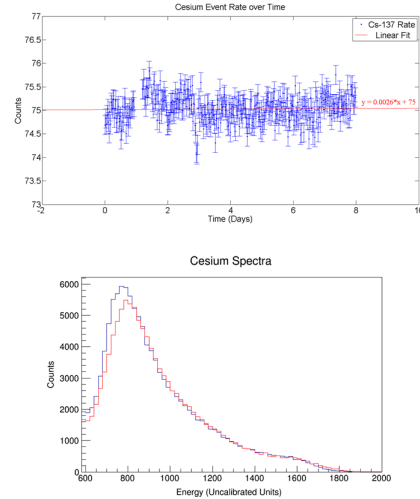 Cesium Event Rate over Time
77
76.5
76
75.5
75
74.5
74
73.5
73
Counts
Cs-137 Rate
Linear Fit
y = 0.0026*x + 75
-2 0 2 4 6 8 10
Time (Days)
Cesium Spectra
6000
5000
4000
3000
2000
1000
0
Counts
600 800 1000 1200 1400 1600 1800 2000
Energy (Uncalibrated Units)